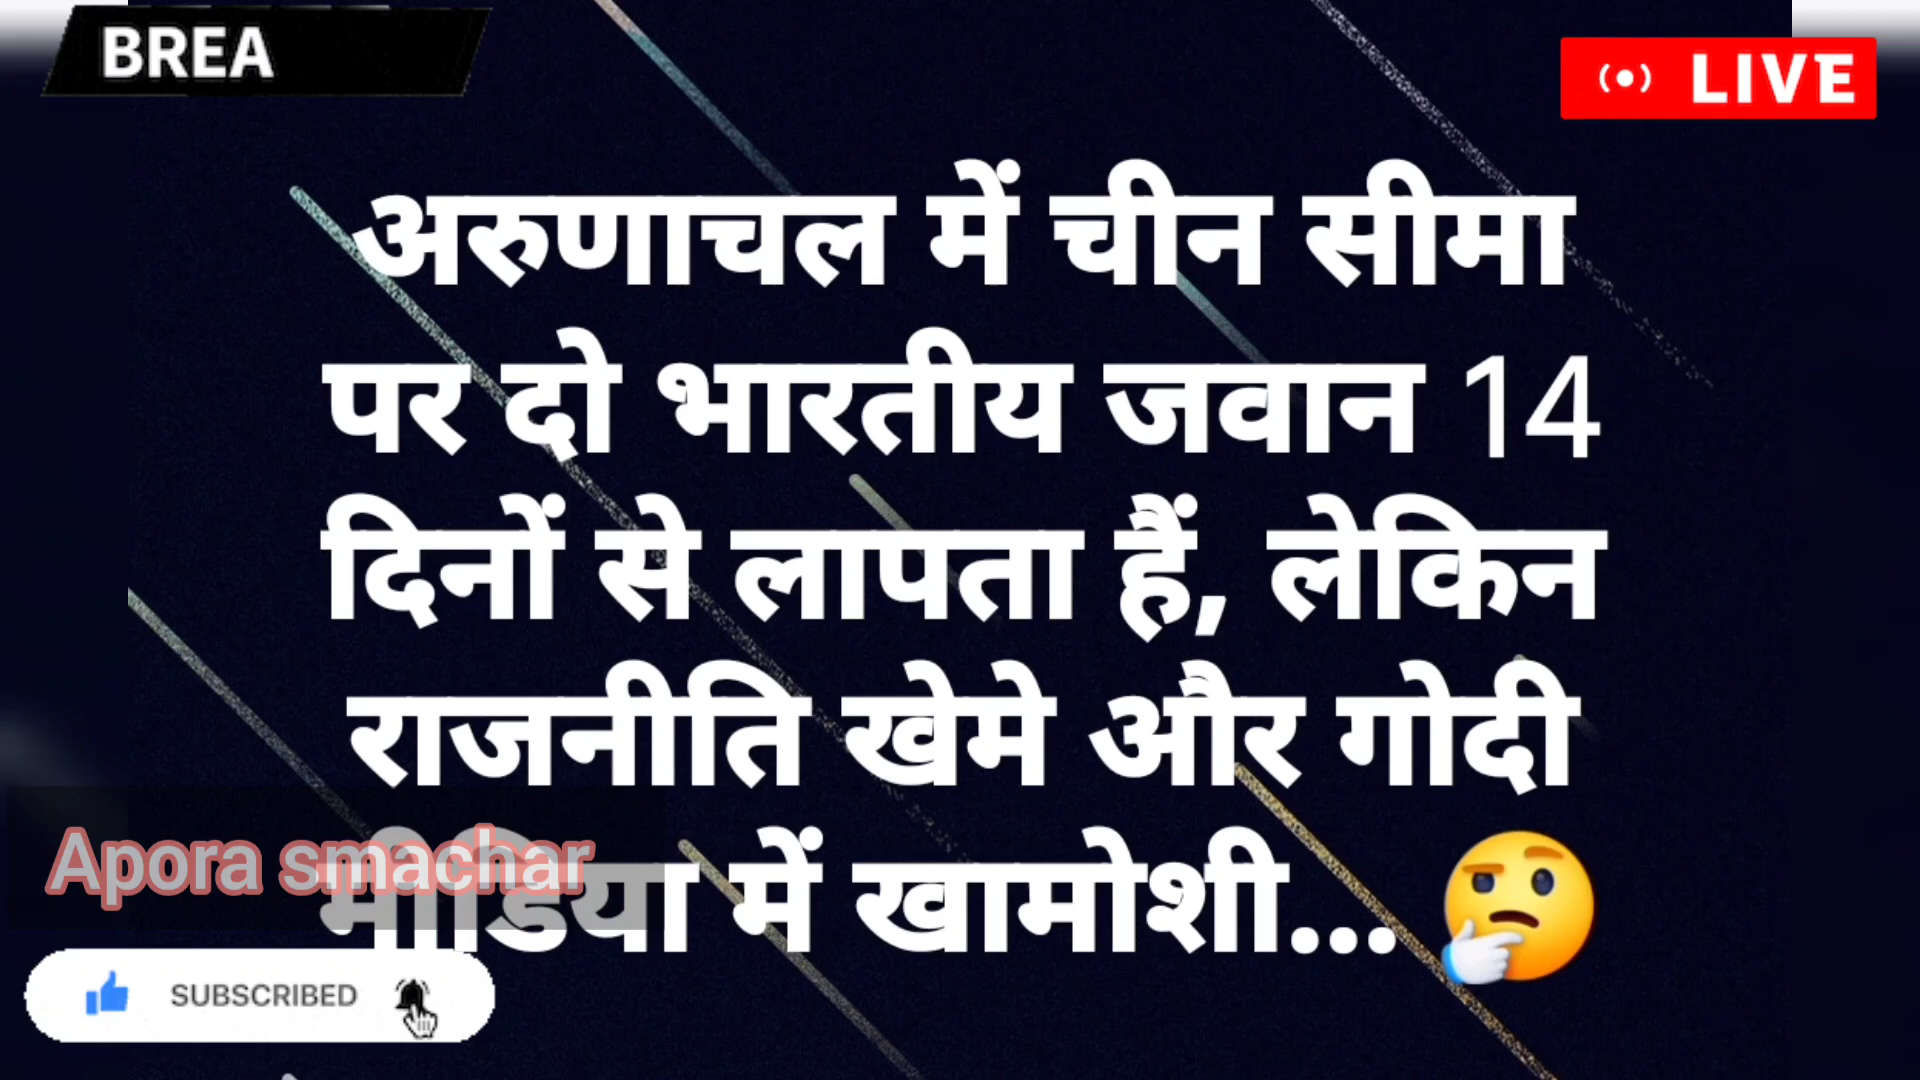 BREA
LIVE
अरुणाचल में चीन सीमा
पर दो भारतीय जवान 14
दिनों से लापता हैं, लेकिन
राजनीति खेमे और गोदी
मीडिया में खामोशी...
Apora smachar
SUBSCRIBED